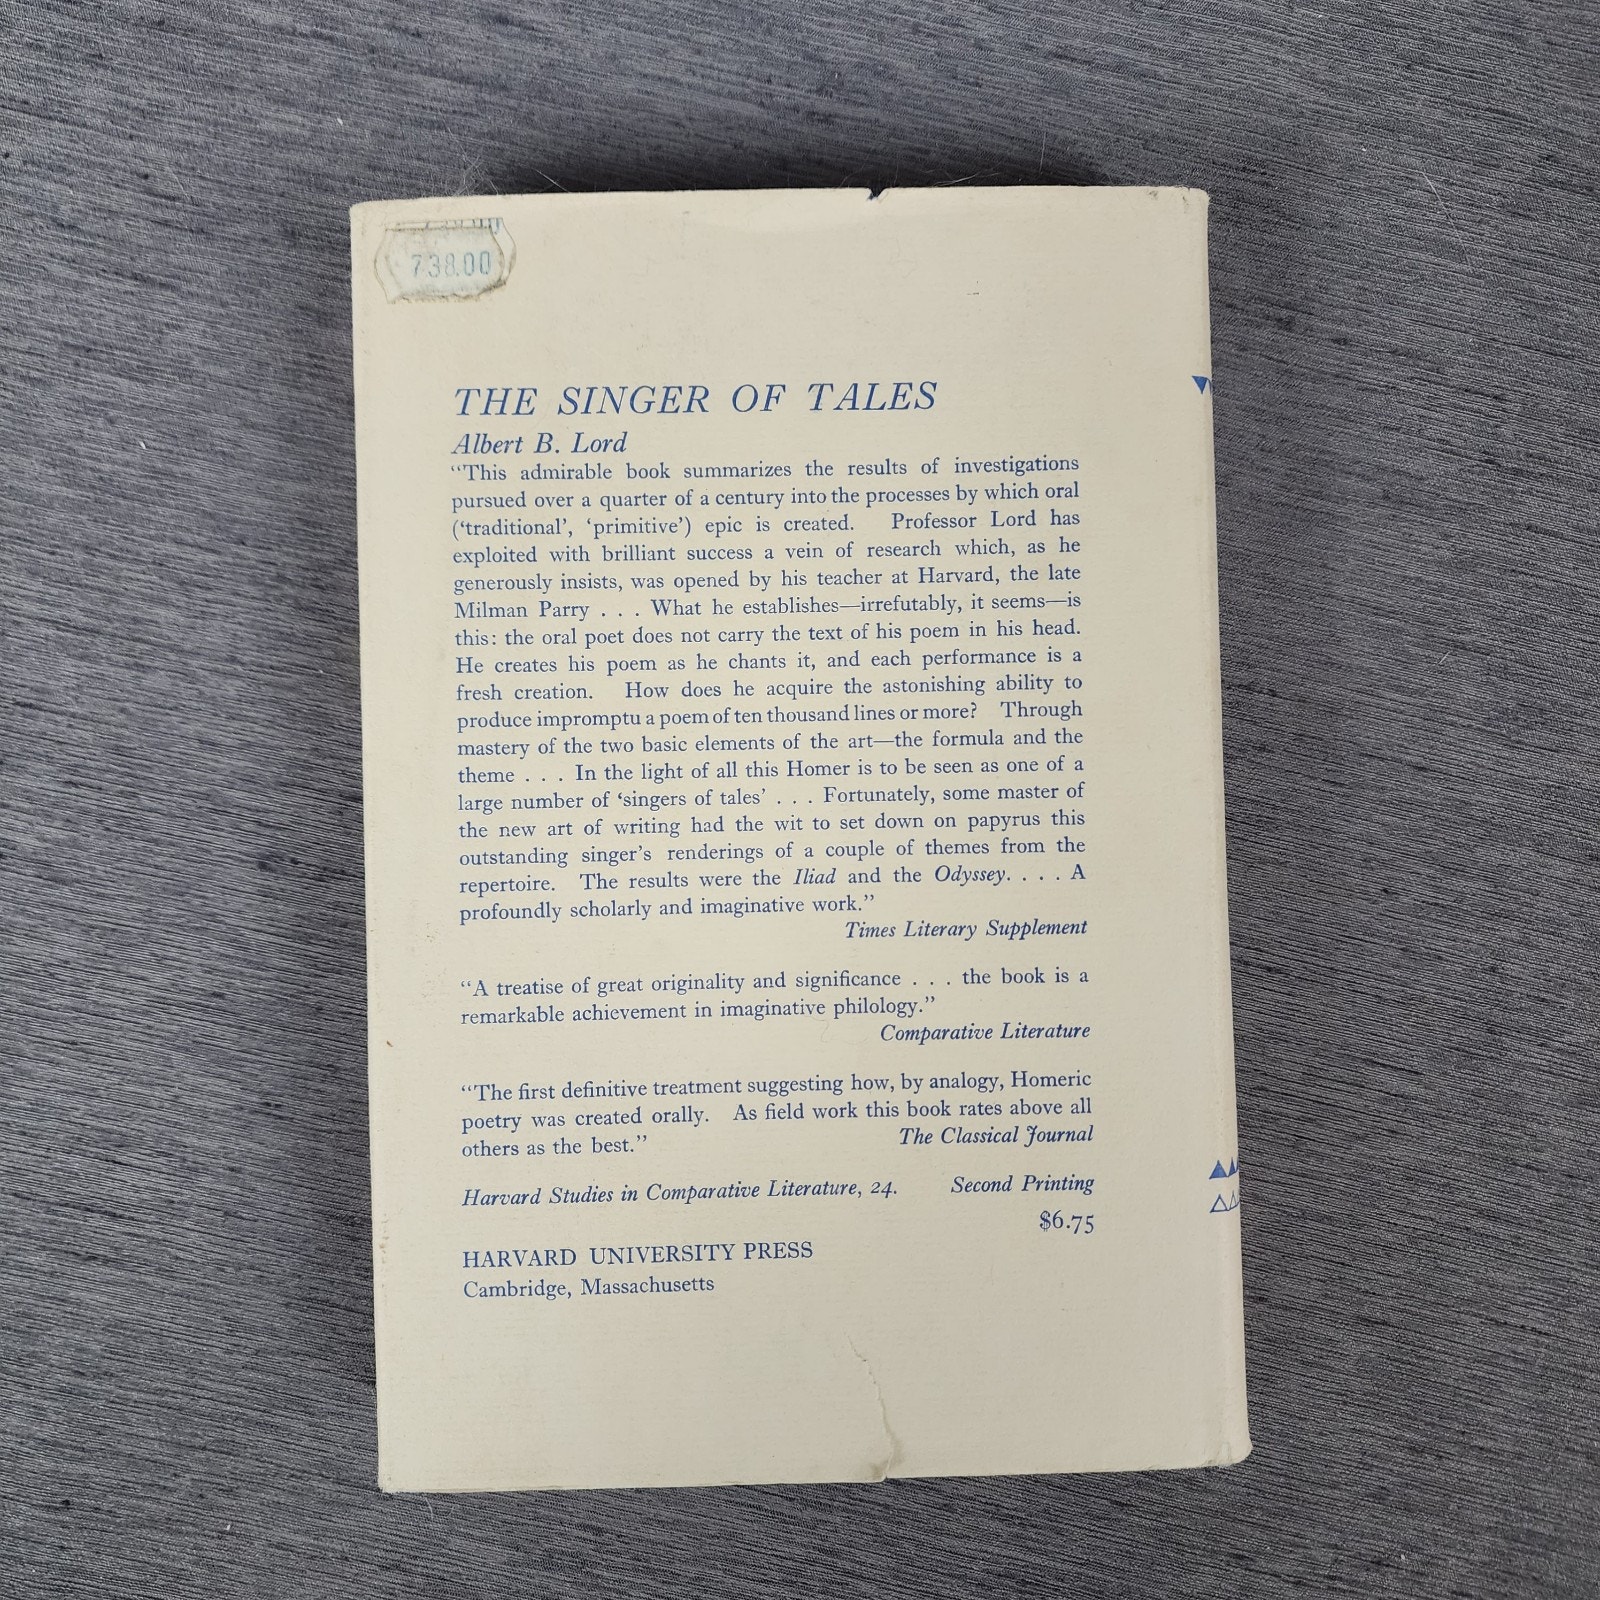 738.00
THE SINGER OF TALES
Albert B. Lord
“This admirable book summarizes the results of investigations
pursued over a quarter of a century into the processes by which oral
(‘traditional’, ‘primitive’) epic is created. Professor Lord has
exploited with brilliant success a vein of research which, as he
generously insists, was opened by his teacher at Harvard, the late
Milman Parry . . . What he establishes—irrefutably, it seems—is
this: the oral poet does not carry the text of his poem in his head.
He creates his poem as he chants it, and each performance is a
fresh creation. How does he acquire the astonishing ability to
produce impromptu a poem of ten thousand lines or more? Through
mastery of the two basic elements of the art—the formula and the
theme . . . In the light of all this Homer is to be seen as one of a
large number of ‘singers of tales’ . . . Fortunately, some master of
the new art of writing had the wit to set down on papyrus this
outstanding singer’s renderings of a couple of themes from the
repertoire. The results were the Iliad and the Odyssey. . . . A
profoundly scholarly and imaginative work.”
Times Literary Supplement
“A treatise of great originality and significance . . . the book is a
remarkable achievement in imaginative philology.”
Comparative Literature
“The first definitive treatment suggesting how, by analogy, Homeric
poetry was created orally. As field work this book rates above all
others as the best.” The Classical Journal
Harvard Studies in Comparative Literature, 24. Second Printing
$6.75
HARVARD UNIVERSITY PRESS
Cambridge, Massachusetts